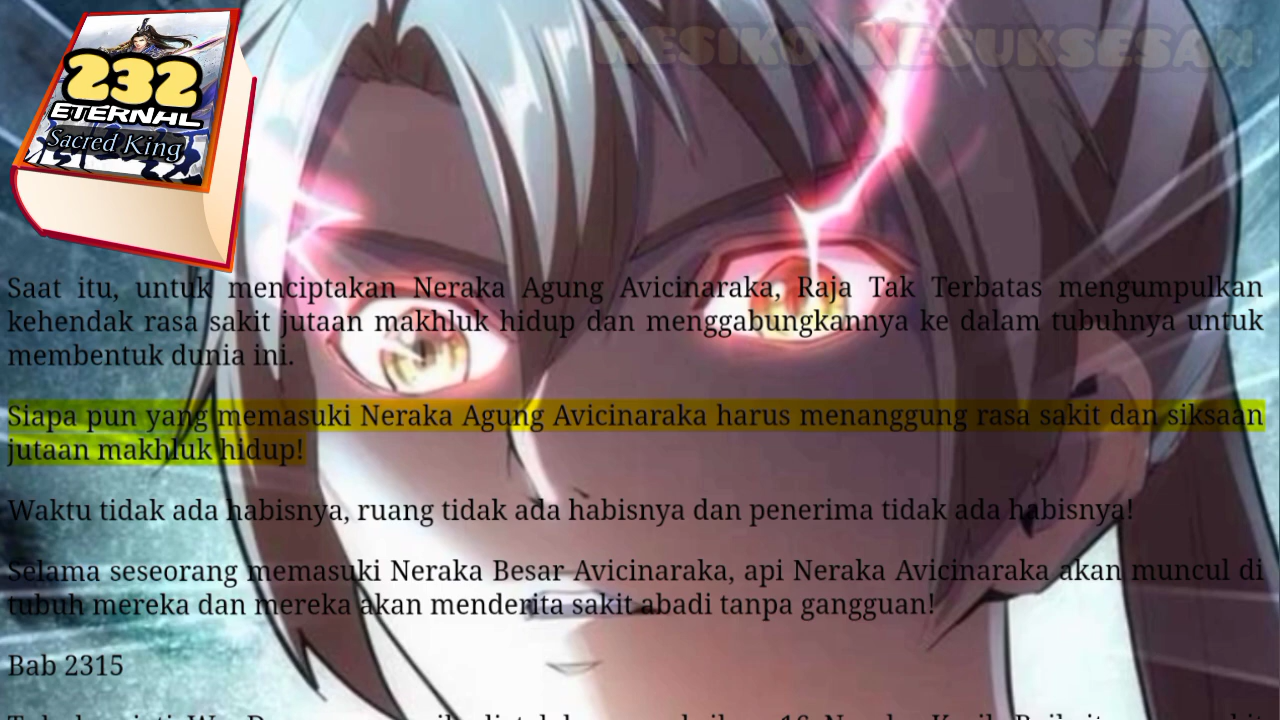 RESIKO KESUKSESAN
232
ETERNAL
Sacred King
Saat itu, untuk menciptakan Neraka Agung Avicinaraka, Raja Tak Terbatas mengumpulkan
kehendak rasa sakit jutaan makhluk hidup dan menggabungkannya ke dalam tubuhnya untuk
membentuk dunia ini.
Siapa pun yang memasuki Neraka Agung Avicinaraka harus menanggung rasa sakit dan siksaan
jutaan makhluk hidup!
Waktu tidak ada habisnya, ruang tidak ada habisnya dan penerima tidak ada habisnya!
Selama seseorang memasuki Neraka Besar Avicinaraka, api Neraka Avicinaraka akan muncul di
tubuh mereka dan mereka akan menderita sakit abadi tanpa gangguan!
Bab 2315